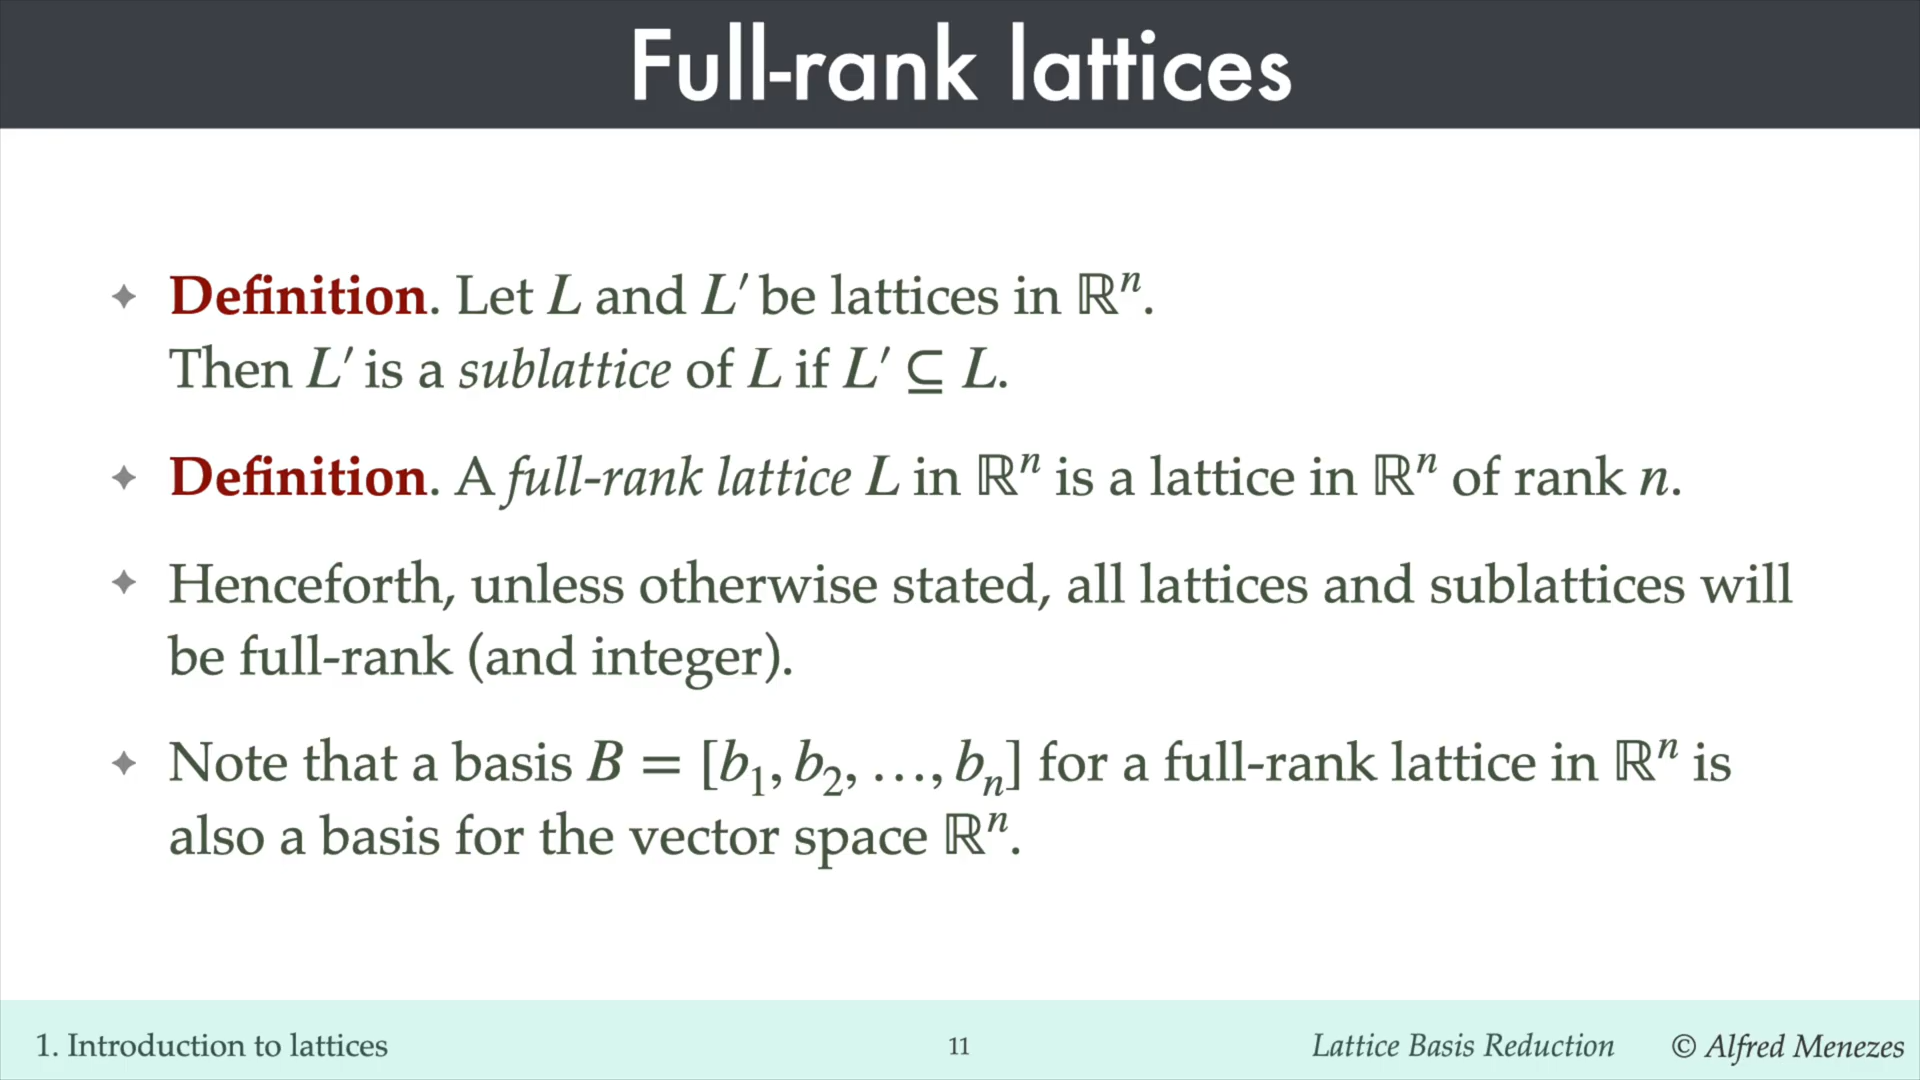 Full-rank lattices
✦ Definition. Let L and L′ be lattices in ℝⁿ.
Then L′ is a sublattice of L if L′ ⊆ L.
✦ Definition. A full-rank lattice L in ℝⁿ is a lattice in ℝⁿ of rank n.
✦ Henceforth, unless otherwise stated, all lattices and sublattices will
be full-rank (and integer).
✦ Note that a basis B = [b₁, b₂, …, bₙ] for a full-rank lattice in ℝⁿ is
also a basis for the vector space ℝⁿ.
1. Introduction to lattices 11 Lattice Basis Reduction © Alfred Menezes